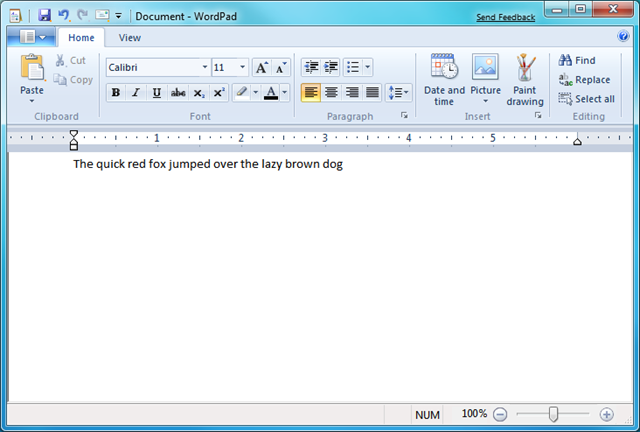 Document - WordPad
Send Feedback
Home
View
Paste
Cut
Copy
Clipboard
Calibri
11
A A
B I U abc X₂ X² A
Font
Paragraph
Date and time
Picture
Paint drawing
Insert
Find
Replace
Select all
Editing
1 2 3 4 5
The quick red fox jumped over the lazy brown dog
NUM
100%